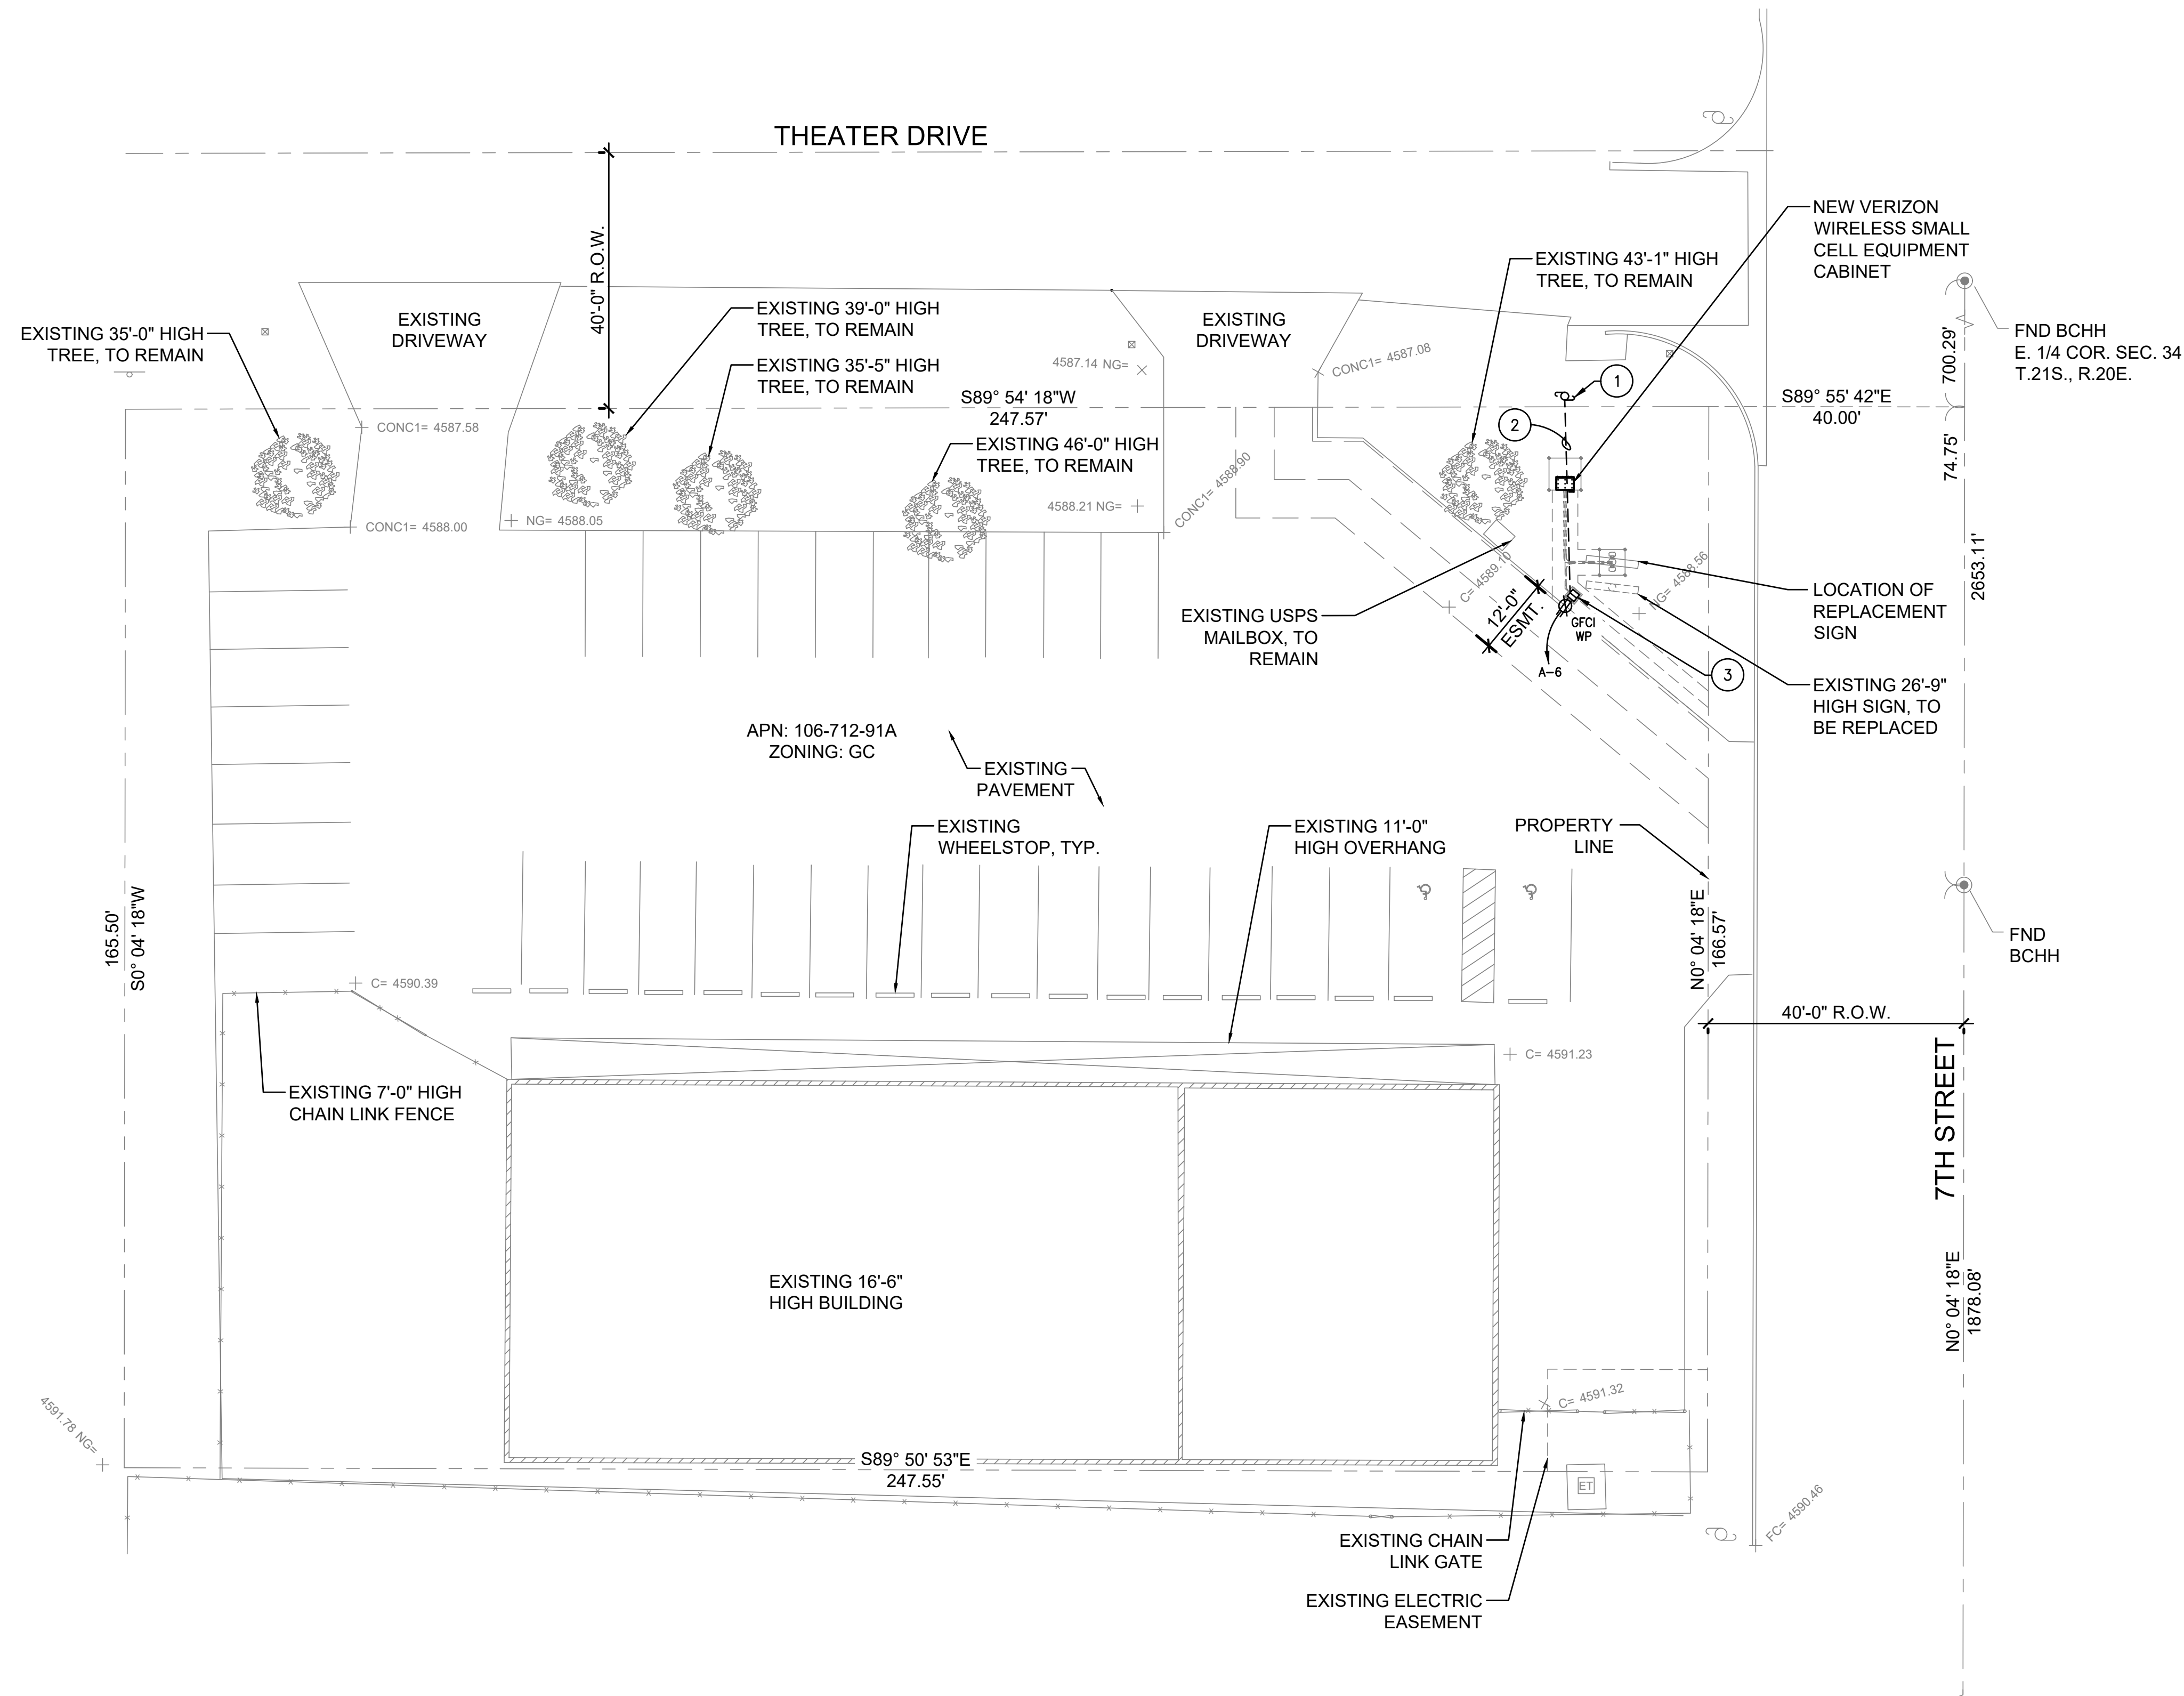 THEATER DRIVE
40'-0" R.O.W.
NEW VERIZON
WIRELESS SMALL
CELL EQUIPMENT
CABINET
EXISTING 43'-1" HIGH
TREE, TO REMAIN
EXISTING 35'-0" HIGH
TREE, TO REMAIN
EXISTING
DRIVEWAY
EXISTING 39'-0" HIGH
TREE, TO REMAIN
EXISTING 35'-5" HIGH
TREE, TO REMAIN
EXISTING
DRIVEWAY
4587.14 NG=
CONC1= 4587.08
FND BCHH
E. 1/4 COR. SEC. 34
T.21S., R.20E.
700.29'
1
S89° 54' 18"W
247.57'
S89° 55' 42"E
40.00'
2
CONC1= 4587.58
EXISTING 46'-0" HIGH
TREE, TO REMAIN
74.75'
CONC1= 4588.90
4588.21 NG=
CONC1= 4588.00
NG= 4588.05
2653.11'
C= 4589.10
NG= 4588.56
LOCATION OF
REPLACEMENT
SIGN
EXISTING USPS
MAILBOX, TO
REMAIN
12'-0"
ESMT.
GFCI
WP
A-6
3
EXISTING 26'-9"
HIGH SIGN, TO
BE REPLACED
APN: 106-712-91A
ZONING: GC
EXISTING
PAVEMENT
EXISTING
WHEELSTOP, TYP.
EXISTING 11'-0"
HIGH OVERHANG
PROPERTY
LINE
165.50'
S0° 04' 18"W
N0° 04' 18"E
166.57'
FND
BCHH
C= 4590.39
40'-0" R.O.W.
C= 4591.23
7TH STREET
EXISTING 7'-0" HIGH
CHAIN LINK FENCE
EXISTING 16'-6"
HIGH BUILDING
N0° 04' 18"E
1878.08'
C= 4591.32
4591.78 NG=
S89° 50' 53"E
247.55'
ET
FC= 4590.46
EXISTING CHAIN
LINK GATE
EXISTING ELECTRIC
EASEMENT